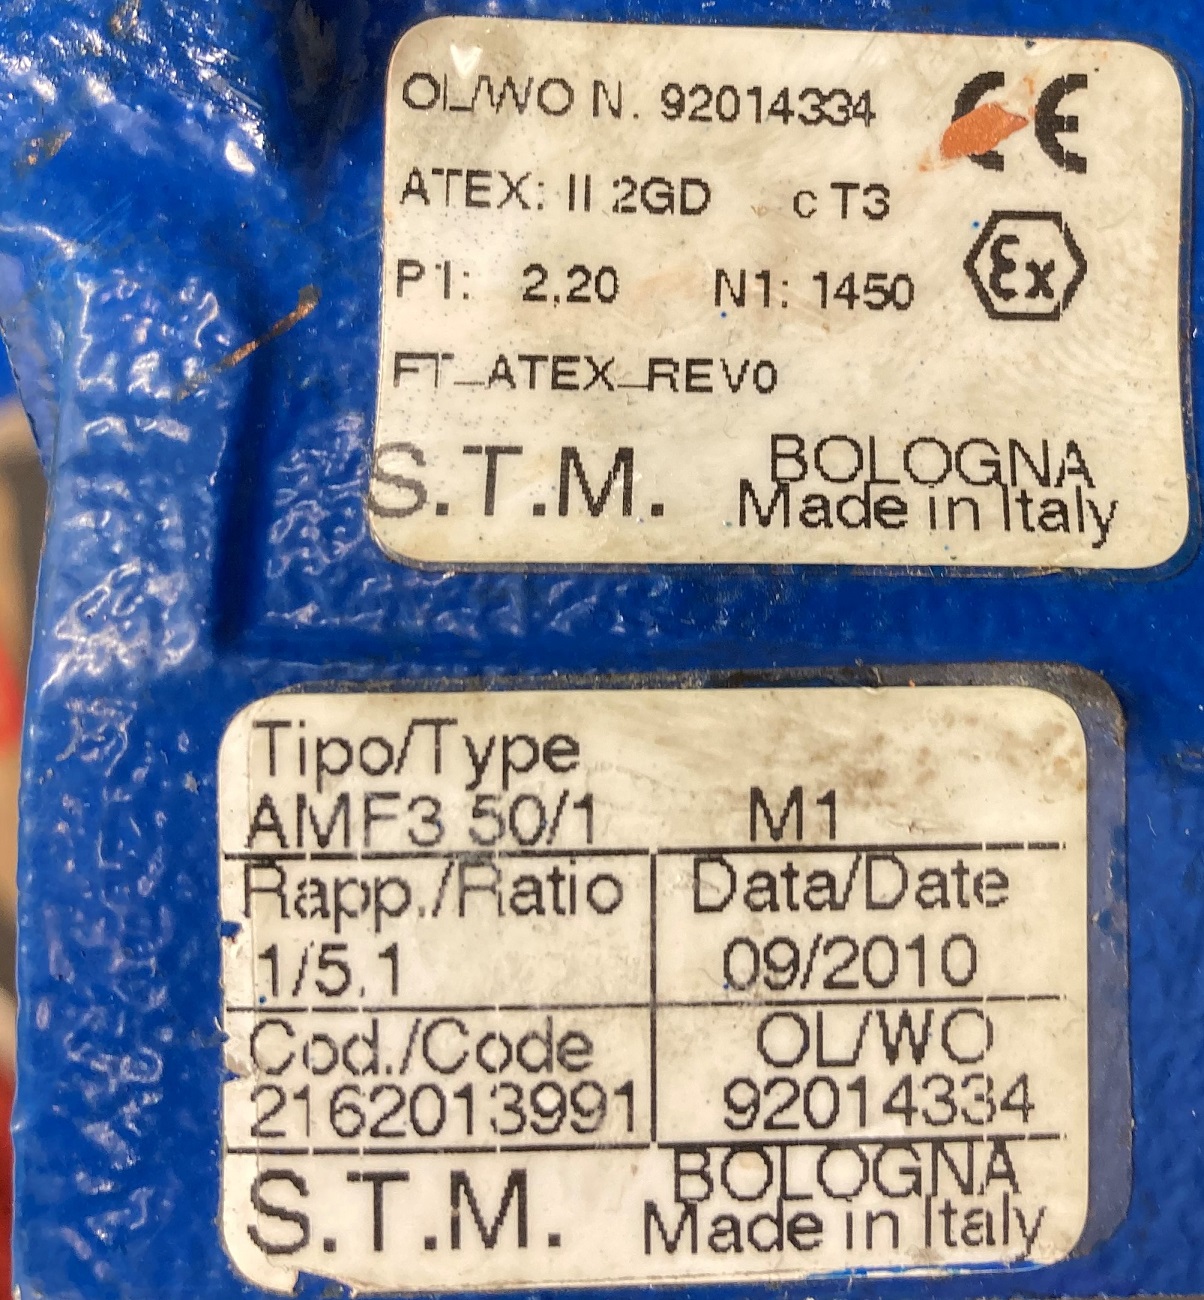 OL/WO N. 92014334 CE
ATEX: II 2GD c T3
P1: 2,20 N1: 1450 Ex
FT_ATEX_REV0
S.T.M. BOLOGNA
Made in Italy
Tipo/Type
AMF3 50/1 M1
Rapp./Ratio Data/Date
1/5.1 09/2010
Cod./Code OL/WO
2162013991 92014334
S.T.M. BOLOGNA
Made in Italy